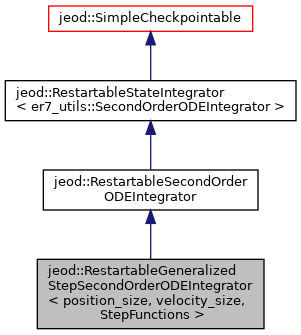 jeod::SimpleCheckpointable
jeod::RestartableStateIntegrator
< er7_utils::SecondOrderODEIntegrator >
jeod::RestartableSecondOrder
ODEIntegrator
jeod::RestartableGeneralized
StepSecondOrderODEIntegrator
< position_size, velocity_size,
StepFunctions >